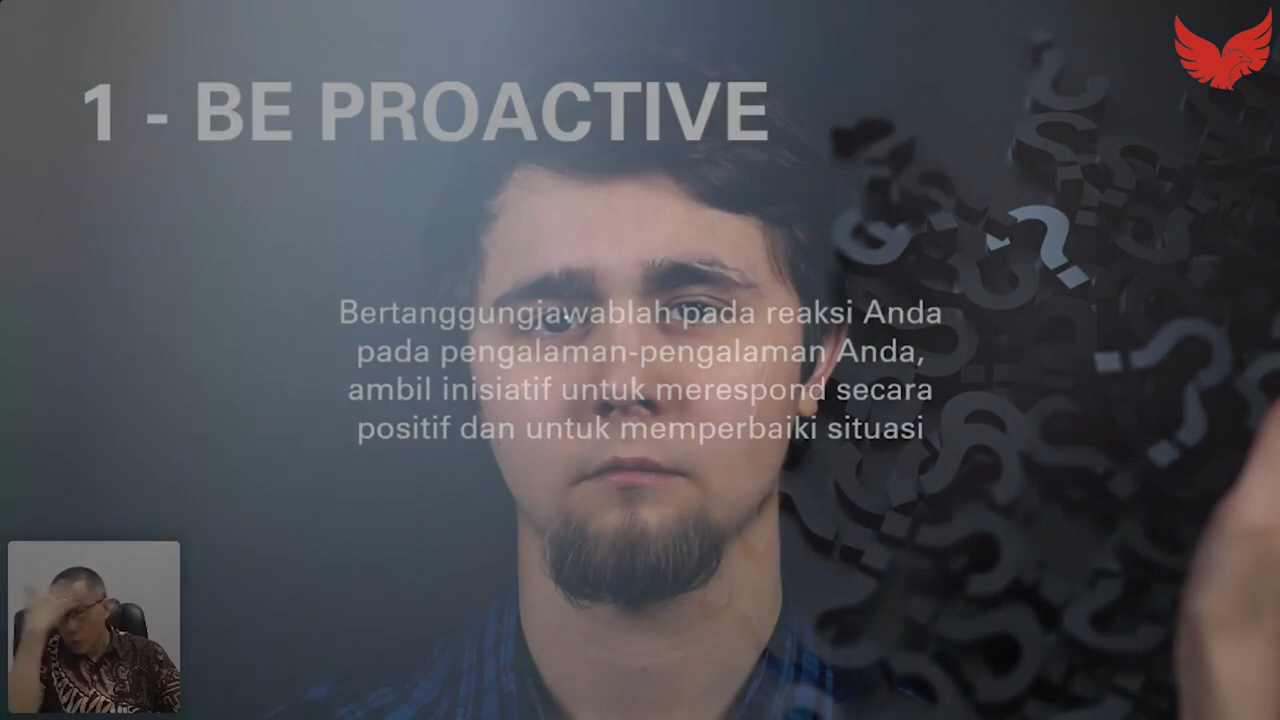 1 - BE PROACTIVE
Bertanggungjawablah pada reaksi Anda
pada pengalaman-pengalaman Anda,
ambil inisiatif untuk merespond secara
positif dan untuk memperbaiki situasi